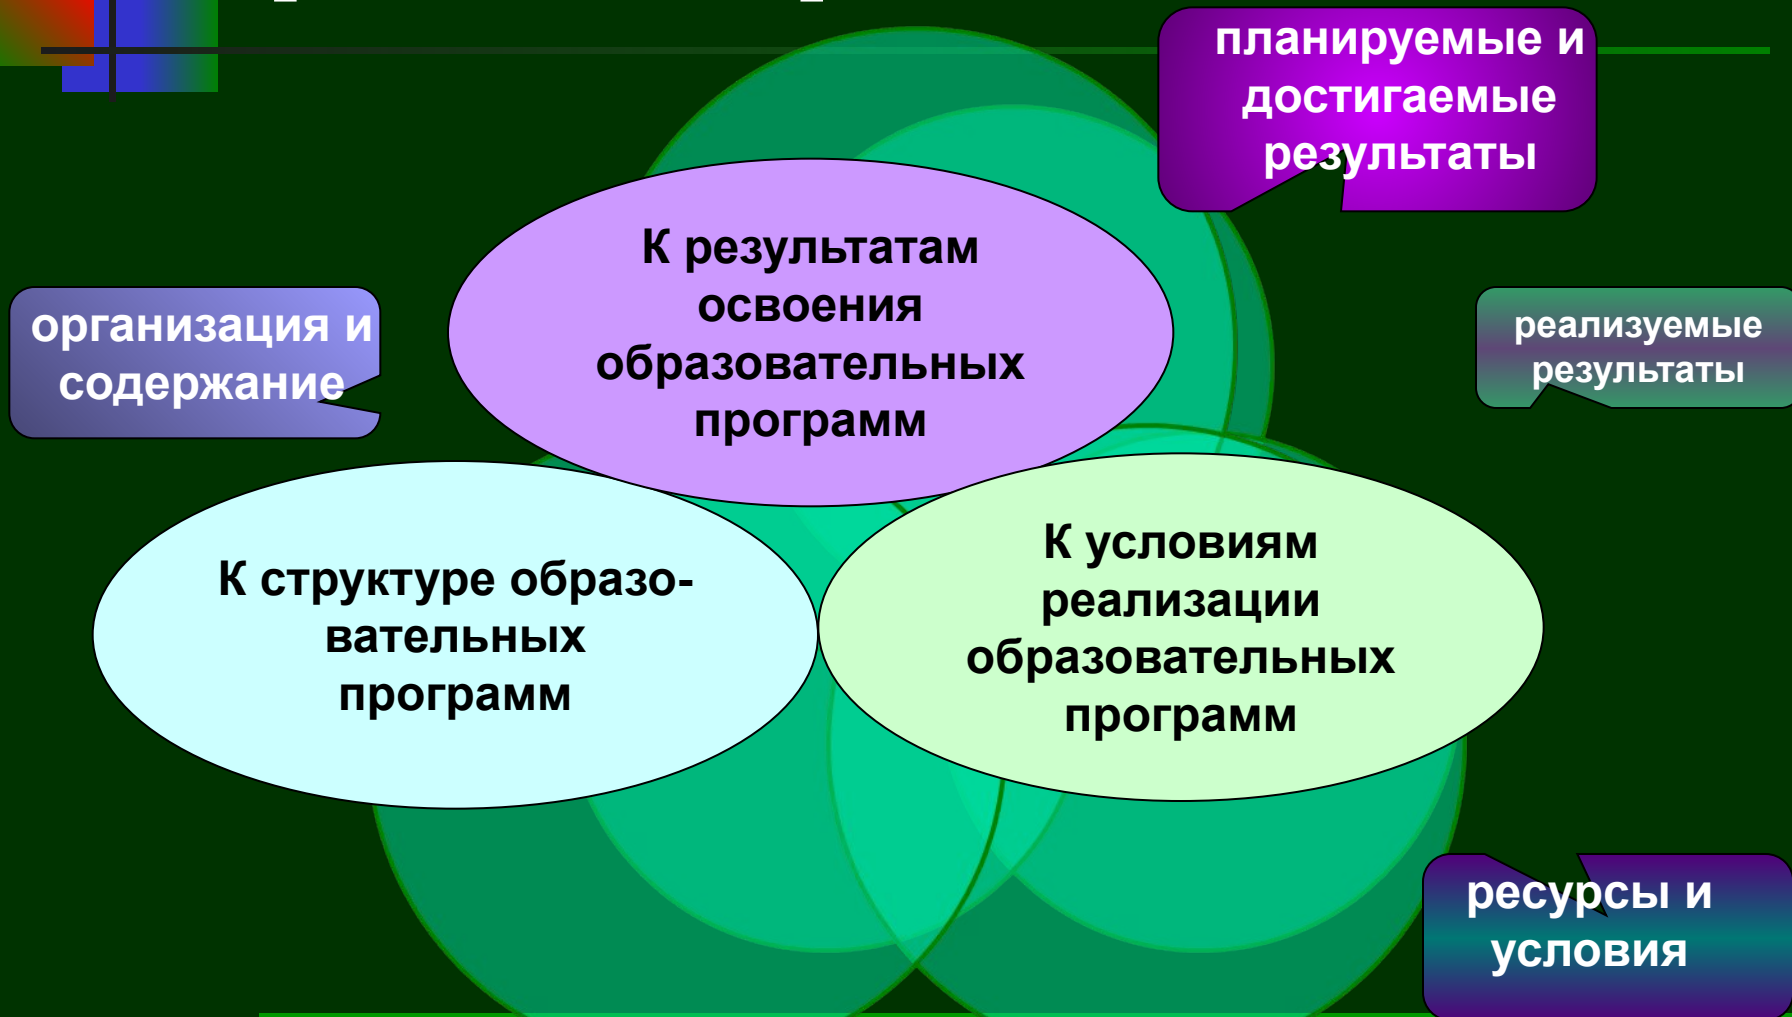 планируемые и
достигаемые
результаты
К результатам
освоения
образовательных
программ
организация и
содержание
реализуемые
результаты
К структуре образо-
вательных
программ
К условиям
реализации
образовательных
программ
ресурсы и
условия